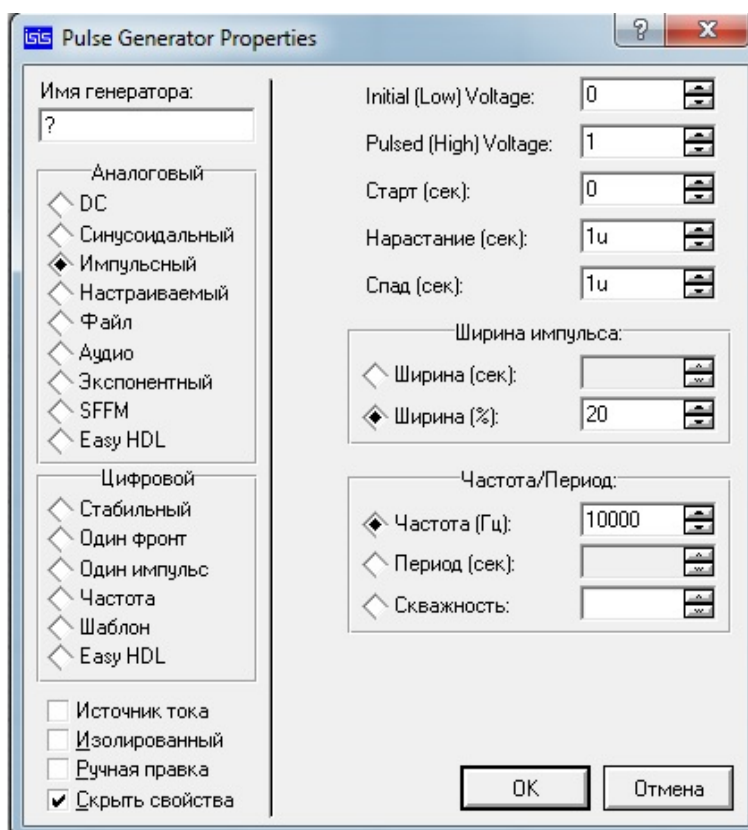 isis Pulse Generator Properties
Имя генератора:
?
Аналоговый
DC
Синусоидальный
Импульсный
Настраиваемый
Файл
Аудио
Экспонентный
SFFM
Easy HDL
Цифровой
Стабильный
Один фронт
Один импульс
Частота
Шаблон
Easy HDL
Источник тока
Изолированный
Ручная правка
Скрыть свойства
Initial (Low) Voltage: 0
Pulsed (High) Voltage: 1
Старт (сек): 0
Нарастание (сек): 1u
Спад (сек): 1u
Ширина импульса:
Ширина (сек):
Ширина (%): 20
Частота/Период:
Частота (Гц): 10000
Период (сек):
Скважность:
OK Отмена